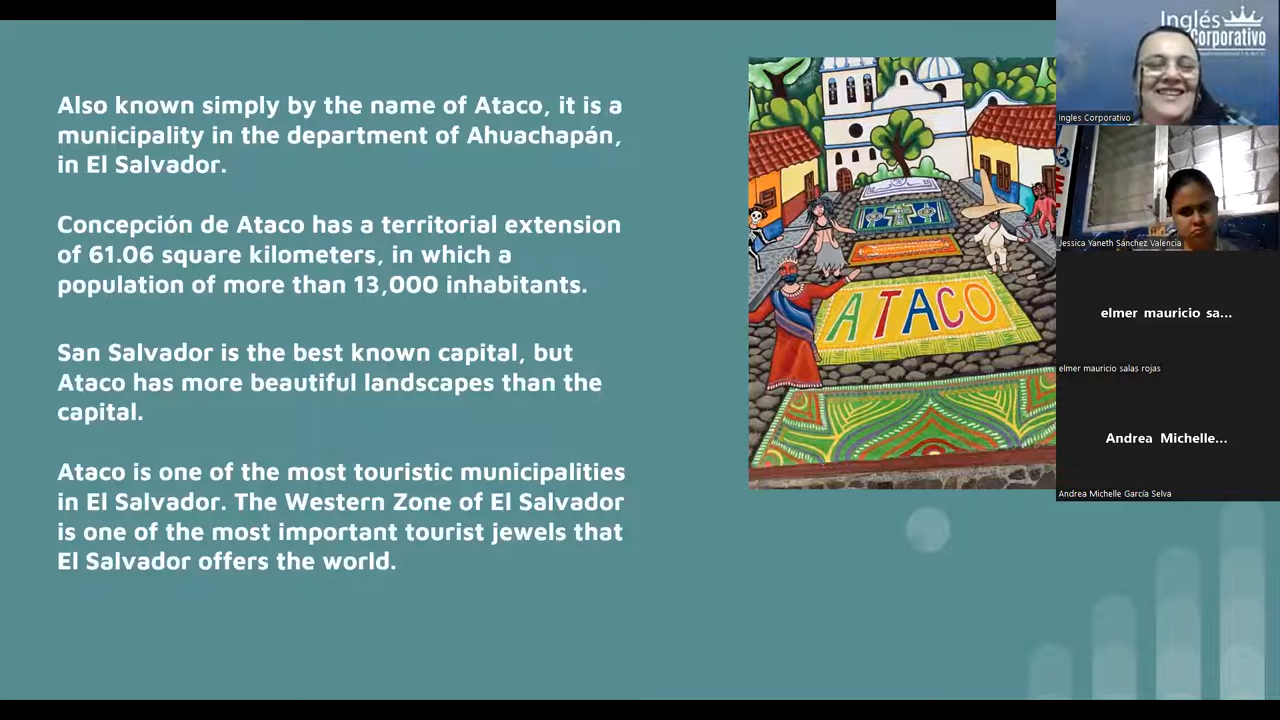 Also known simply by the name of Ataco, it is a
municipality in the department of Ahuachapán,
in El Salvador.
Concepción de Ataco has a territorial extension
of 61.06 square kilometers, in which a
population of more than 13,000 inhabitants.
San Salvador is the best known capital, but
Ataco has more beautiful landscapes than the
capital.
Ataco is one of the most touristic municipalities
in El Salvador. The Western Zone of El Salvador
is one of the most important tourist jewels that
El Salvador offers the world.
ATACO
Inglés
Corporativo
Ingles Corporativo
Jessica Yaneth Sánchez Valencia
elmer mauricio sa...
elmer mauricio salas rojas
Andrea Michelle...
Andrea Michelle García Selva